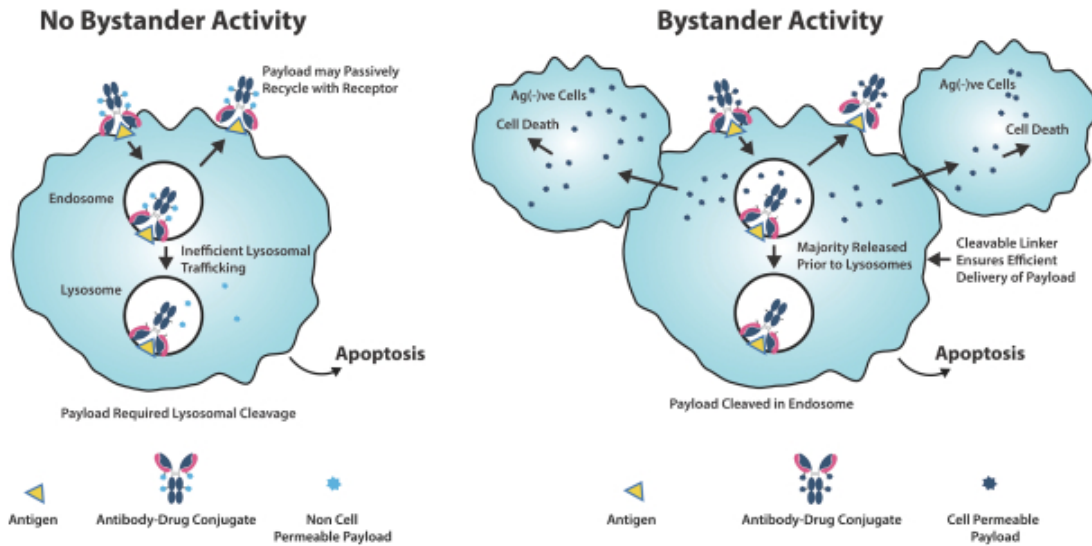 No Bystander Activity
Payload may Passively
Recycle with Receptor
Endosome
Inefficient Lysosomal
Trafficking
Lysosome
Apoptosis
Payload Required Lysosomal Cleavage
Antigen
Antibody-Drug Conjugate
Non Cell
Permeable Payload
Bystander Activity
Ag(-)ve Cells
Cell Death
Ag(-)ve Cells
Cell Death
Majority Released
Prior to Lysosomes
Cleavable Linker
Ensures Efficient
Delivery of Payload
Apoptosis
Payload Cleaved in Endosome
Antigen
Antibody-Drug Conjugate
Cell Permeable
Payload